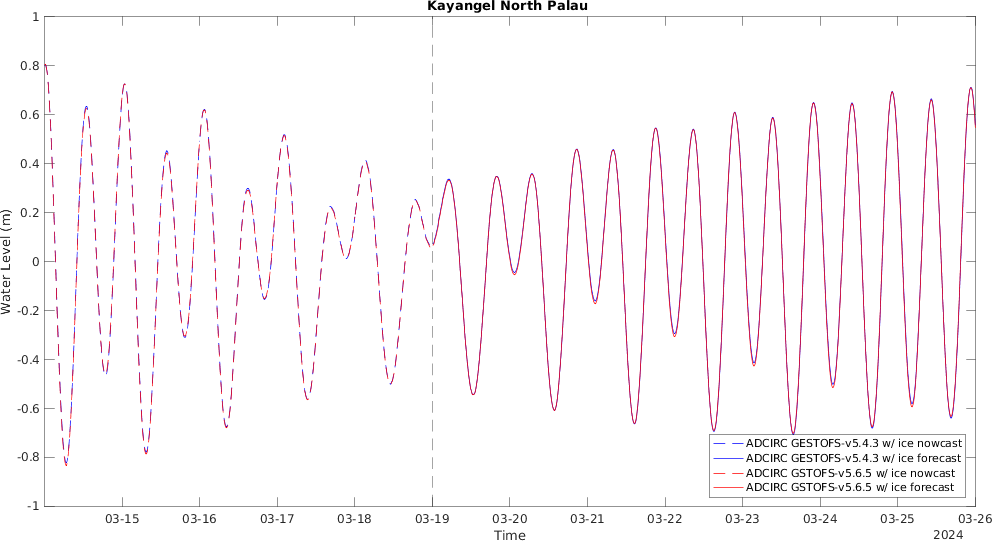 Kayangel North Palau
Water Level (m)
1
0.8
0.6
0.4
0.2
0
-0.2
-0.4
-0.6
-0.8
-1
ADCIRC GESTOFS-v5.4.3 w/ ice nowcast
ADCIRC GESTOFS-v5.4.3 w/ ice forecast
ADCIRC GSTOFS-v5.6.5 w/ ice nowcast
ADCIRC GSTOFS-v5.6.5 w/ ice forecast
03-15 03-16 03-17 03-18 03-19 03-20 03-21 03-22 03-23 03-24 03-25 03-26
Time
2024